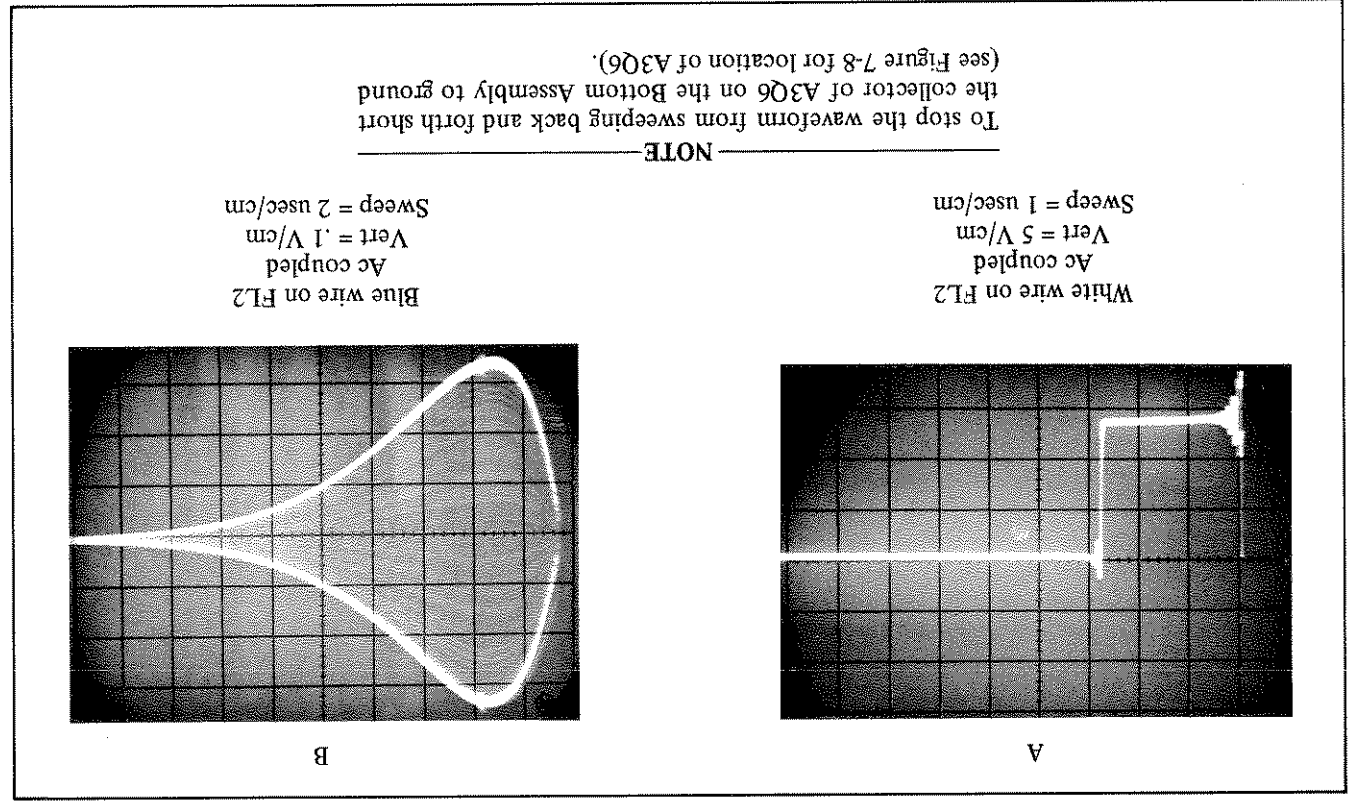 A
White wire on FL2
Ac coupled
Vert = 5 V/cm
Sweep = 1 usec/cm
B
Blue wire on FL2
Ac coupled
Vert = .1 V/cm
Sweep = 2 usec/cm
NOTE
To stop the waveform from sweeping back and forth short
the collector of A3Q6 on the Bottom Assembly to ground
(see Figure 7-8 for location of A3Q6).